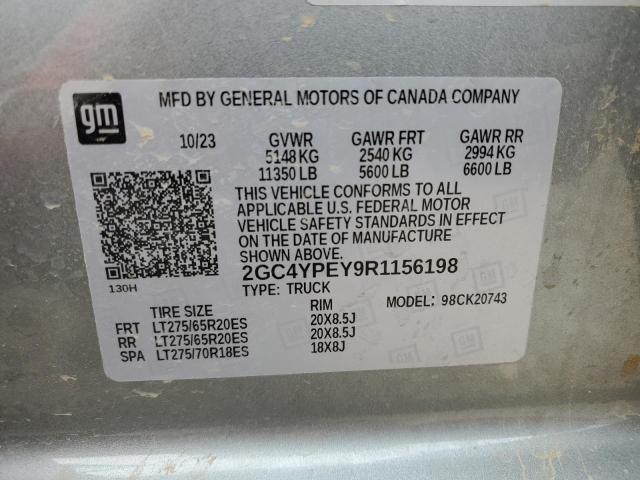 gm
MFD BY GENERAL MOTORS OF CANADA COMPANY
10/23 GVWR GAWR FRT GAWR RR
5148 KG 2540 KG 2994 KG
11350 LB 5600 LB 6600 LB
THIS VEHICLE CONFORMS TO ALL
APPLICABLE U.S. FEDERAL MOTOR
VEHICLE SAFETY STANDARDS IN EFFECT
ON THE DATE OF MANUFACTURE
SHOWN ABOVE.
130H
2GC4YPEY9R1156198
TYPE: TRUCK
MODEL: 98CK20743
TIRE SIZE RIM
FRT LT275/65R20ES 20X8.5J
RR LT275/65R20ES 20X8.5J
SPA LT275/70R18ES 18X8J